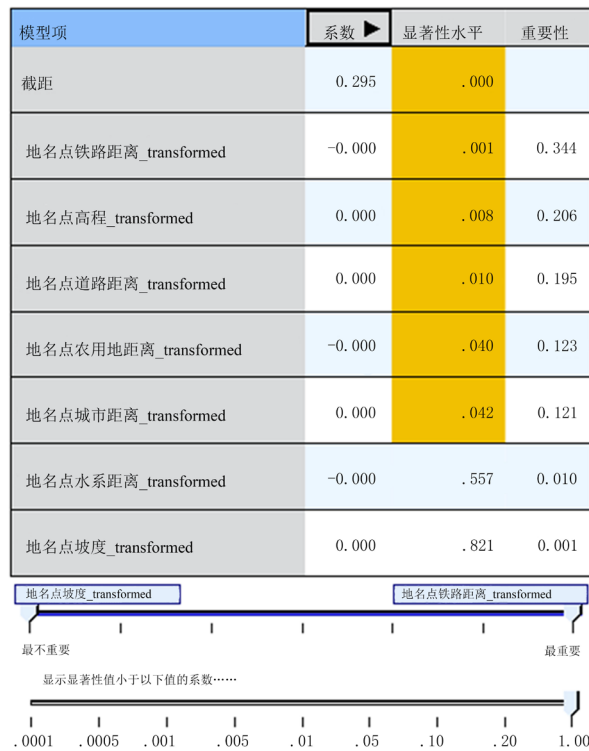 模型项 系数 ▶ 显著性水平 重要性
截距 0.295 .000
地名点铁路距离_transformed -0.000 .001 0.344
地名点高程_transformed 0.000 .008 0.206
地名点道路距离_transformed 0.000 .010 0.195
地名点农用地距离_transformed -0.000 .040 0.123
地名点城市距离_transformed 0.000 .042 0.121
地名点水系距离_transformed -0.000 .557 0.010
地名点坡度_transformed 0.000 .821 0.001
地名点坡度_transformed 地名点铁路距离_transformed
最不重要 最重要
显示显著性值小于以下值的系数……
.0001 .0005 .001 .005 .01 .05 .10 .20 1.00